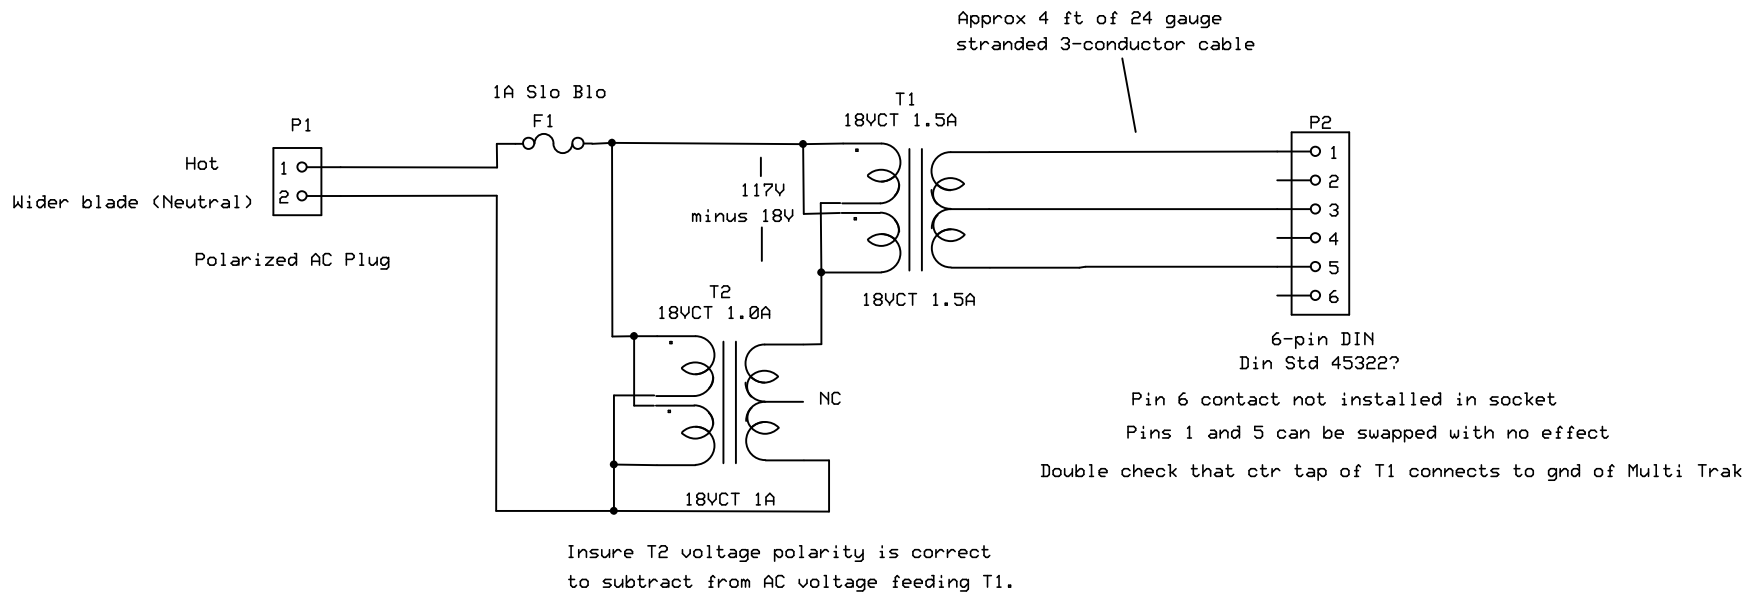 Approx 4 ft of 24 gauge
stranded 3-conductor cable
1A Slo Blo
F1
T1
18VCT 1.5A
P1
P2
Hot
1
2
Wider blade (Neutral)
Polarized AC Plug
117V
minus 18V
1
2
3
4
5
6
T2
18VCT 1.0A
18VCT 1.5A
NC
18VCT 1A
6-pin DIN
Din Std 45322?
Pin 6 contact not installed in socket
Pins 1 and 5 can be swapped with no effect
Double check that ctr tap of T1 connects to gnd of Multi Trak
Insure T2 voltage polarity is correct
to subtract from AC voltage feeding T1.